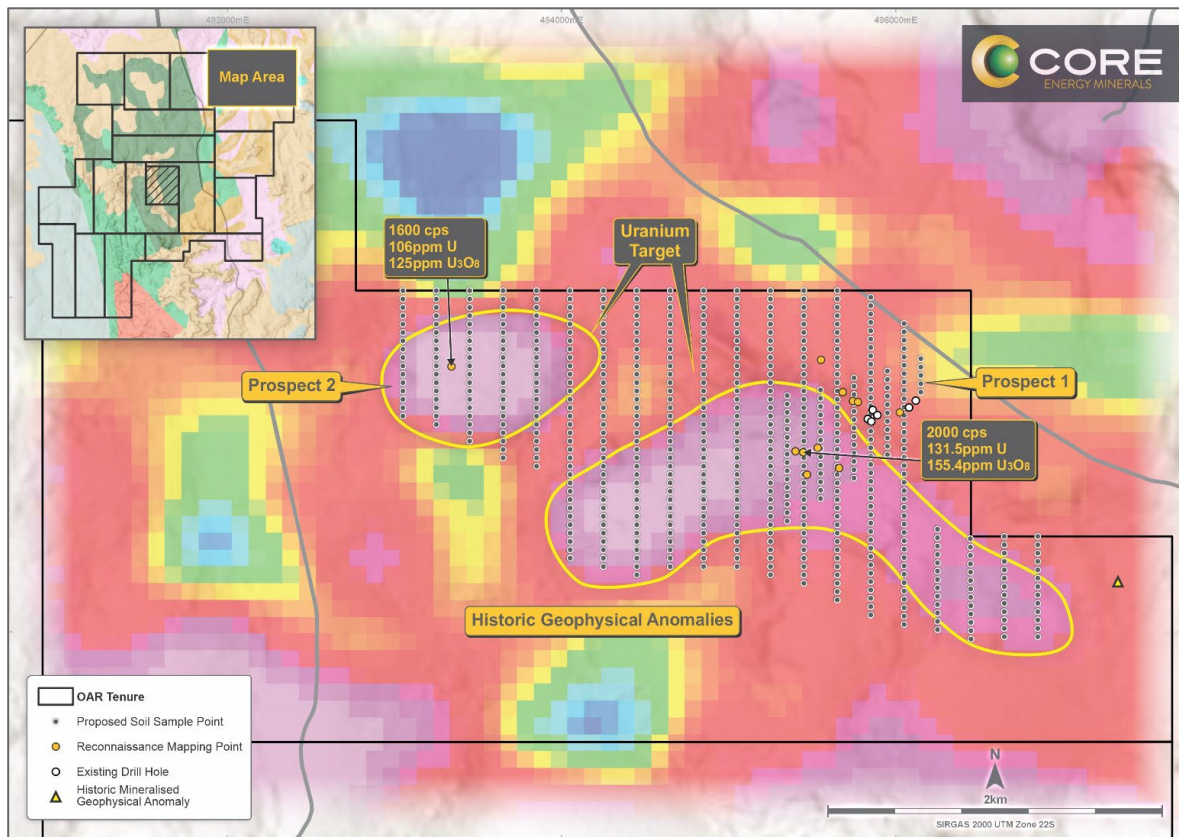 492000mE
494000mE
496000mE
Map Area
CORE
ENERGY MINERALS
1600 cps
106ppm U
125ppm U₃O₈
Uranium
Target
Prospect 2
Prospect 1
2000 cps
131.5ppm U
155.4ppm U₃O₈
Historic Geophysical Anomalies
OAR Tenure
Proposed Soil Sample Point
Reconnaissance Mapping Point
Existing Drill Hole
Historic Mineralised
Geophysical Anomaly
N
2km
SIRGAS 2000 UTM Zone 22S